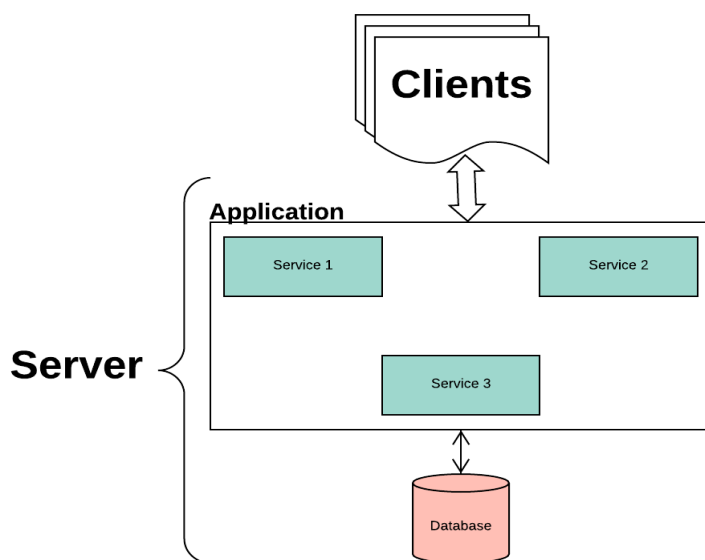 Clients
Application
Service 1
Service 2
Server
Service 3
Database